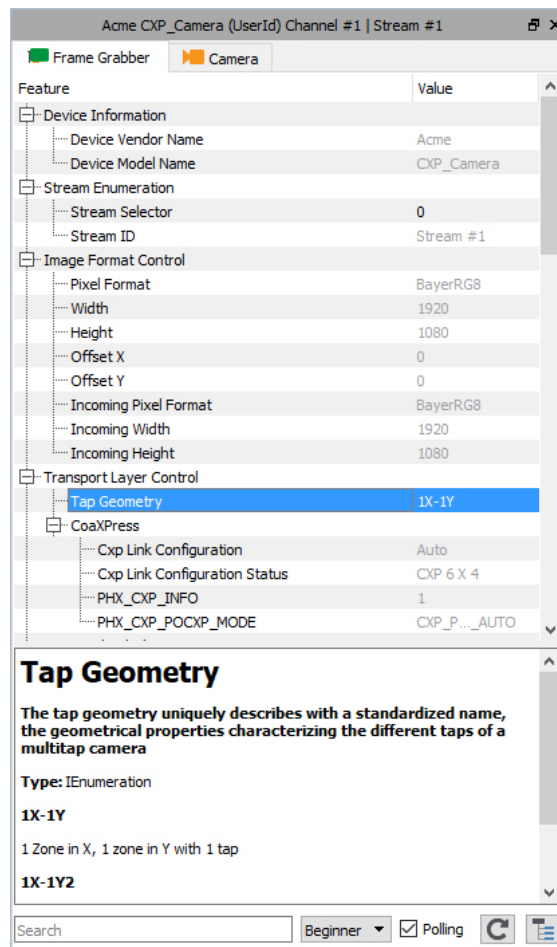 Acme CXP_Camera (UserId) Channel #1 | Stream #1
Frame Grabber Camera
Feature Value
Device Information
Device Vendor Name Acme
Device Model Name CXP_Camera
Stream Enumeration
Stream Selector 0
Stream ID Stream #1
Image Format Control
Pixel Format BayerRG8
Width 1920
Height 1080
Offset X 0
Offset Y 0
Incoming Pixel Format BayerRG8
Incoming Width 1920
Incoming Height 1080
Transport Layer Control
Tap Geometry 1X-1Y
CoaXPress
Cxp Link Configuration Auto
Cxp Link Configuration Status CXP 6 X 4
PHX_CXP_INFO 1
PHX_CXP_POCXP_MODE CXP_P..._AUTO
Tap Geometry
The tap geometry uniquely describes with a standardized name,
the geometrical properties characterizing the different taps of a
multitap camera
Type: IEnumeration
1X-1Y
1 Zone in X, 1 zone in Y with 1 tap
1X-1Y2
Search Beginner Polling